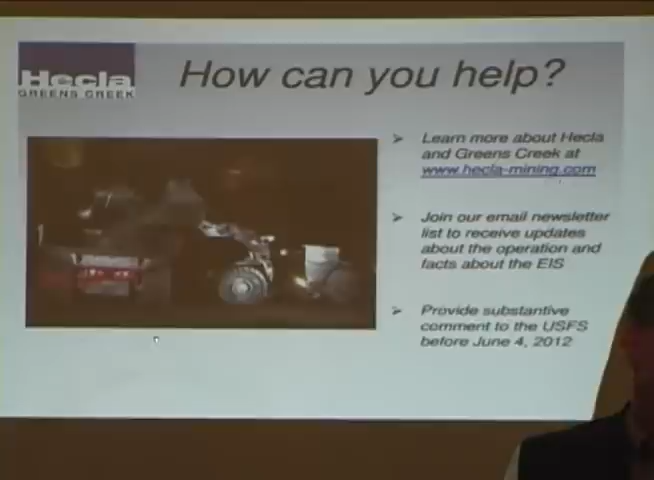 Hecla
GREENS CREEK
How can you help?
Learn more about Hecla
and Greens Creek at
www.hecla-mining.com
Join our email newsletter
list to receive updates
about the operation and
facts about the EIS
Provide substantive
comment to the USFS
before June 4, 2012